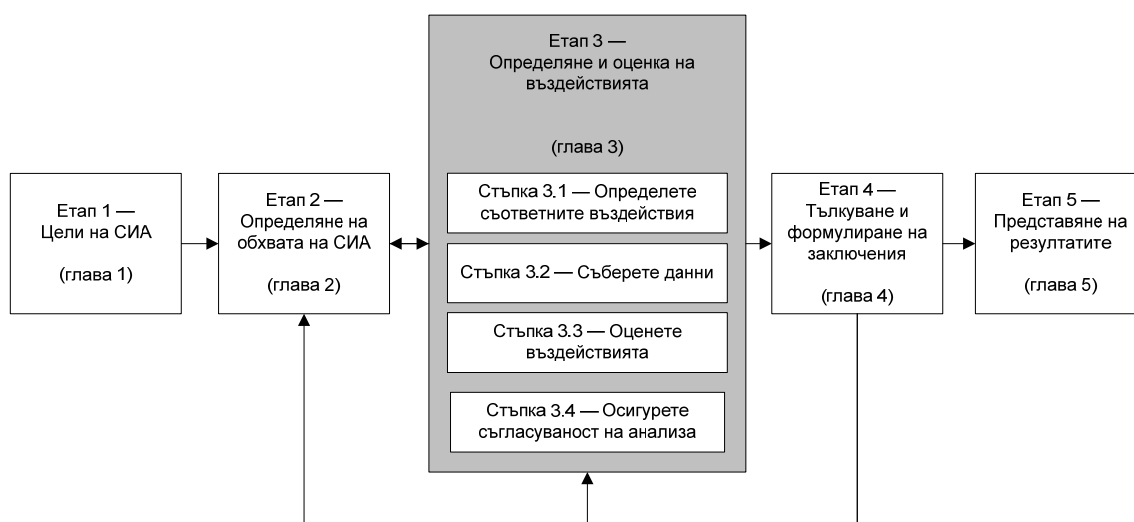 Етап 1 —
Цели на СИА
(глава 1)
Етап 2 —
Определяне на
обхвата на СИА
(глава 2)
Етап 3 —
Определяне и оценка на
въздействията
(глава 3)
Стъпка 3.1 — Определете
съответните въздействия
Стъпка 3.2 — Съберете данни
Стъпка 3.3 — Оценете
въздействията
Стъпка 3.4 — Осигурете
съгласуваност на анализа
Етап 4 —
Тълкуване и
формулиране на
заключения
(глава 4)
Етап 5 —
Представяне на
резултатите
(глава 5)